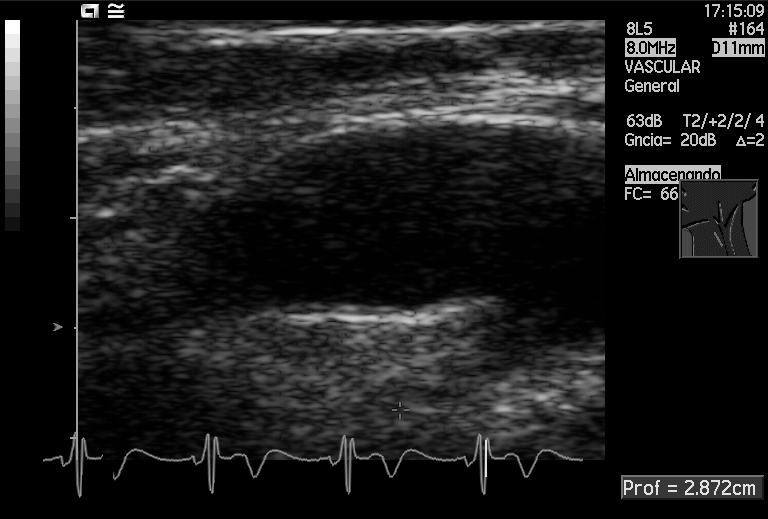 17:15:09
8L5 #164
8.0MHz D11mm
VASCULAR
General
63dB T2/+2/2/ 4
Gncia= 20dB Δ=2
Almacenando
FC= 66
Prof = 2.872cm